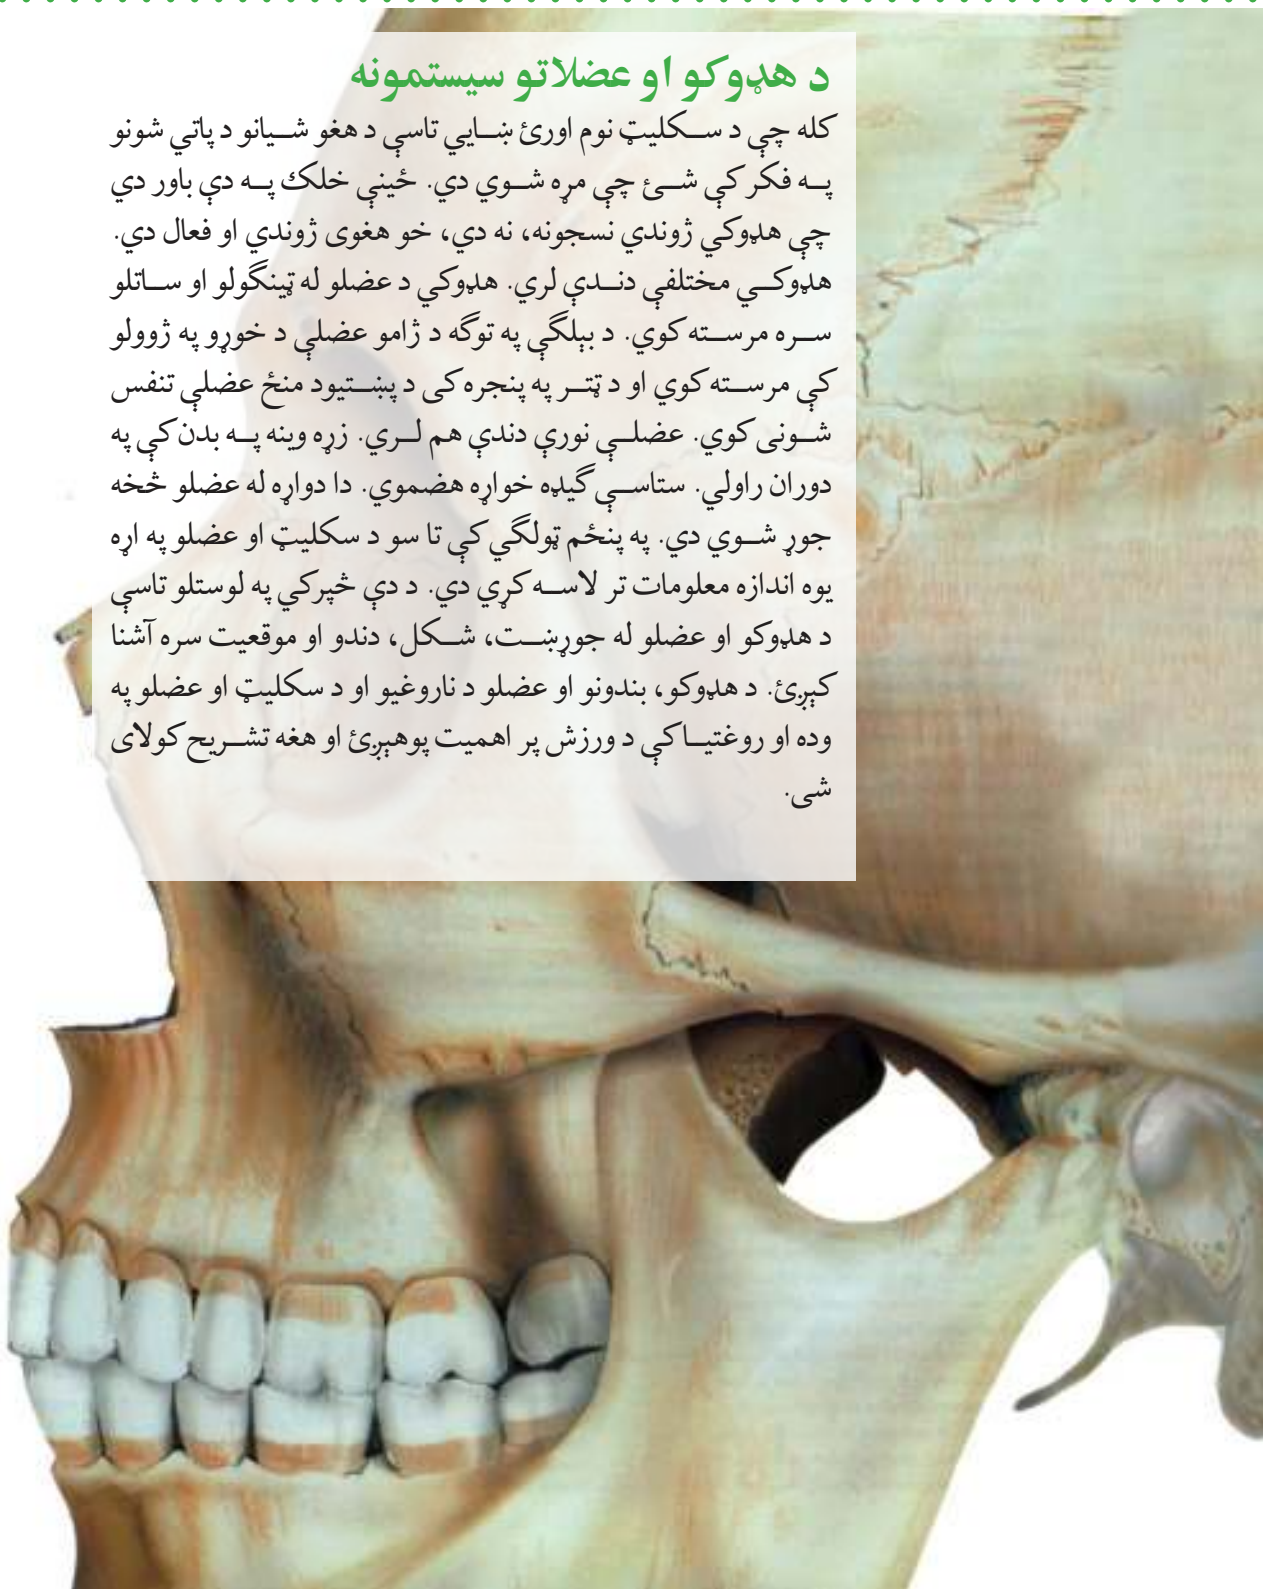 د هډوکو او عضلاتو سیستمونه
کله چې د سکلیټ نوم اورئ ښایي تاسې د هغو شیانو د پاتې شونو
په فکر کې شئ چې مړه شوي دي. ځینې خلک په دې باور دي
چې هډوکي ژوندي نسجونه، نه دي، خو هغوی ژوندي او فعال دي.
هډوکي مختلفې دندې لري. هډوکي د عضلو له ټینګولو او ساتلو
سره مرسته کوي. د بېلګې په توګه د ژامو عضلې د خوړو په ژوولو
کې مرسته کوي او د ټټر په پنجره کی د پښتیود منځ عضلې تنفس
شونی کوي. عضلې نورې دندې هم لري. زړه وینه په بدن کې په
دوران راولي. ستاسې ګیډه خواړه هضموي. دا دواړه له عضلو څخه
جوړ شوي دي. په پنځم ټولګي کې تا سو د سکلیټ او عضلو په اړه
یوه اندازه معلومات تر لاسه کړي دي. د دې څپرکي په لوستلو تاسې
د هډوکو او عضلو له جوړښت، شکل، دندو او موقعیت سره آشنا
کېږئ. د هډوکو، بندونو او عضلو د ناروغیو او د سکلیټ او عضلو په
وده او روغتیا کې د ورزش پر اهمیت پوهېږئ او هغه تشریح کولای
شی.